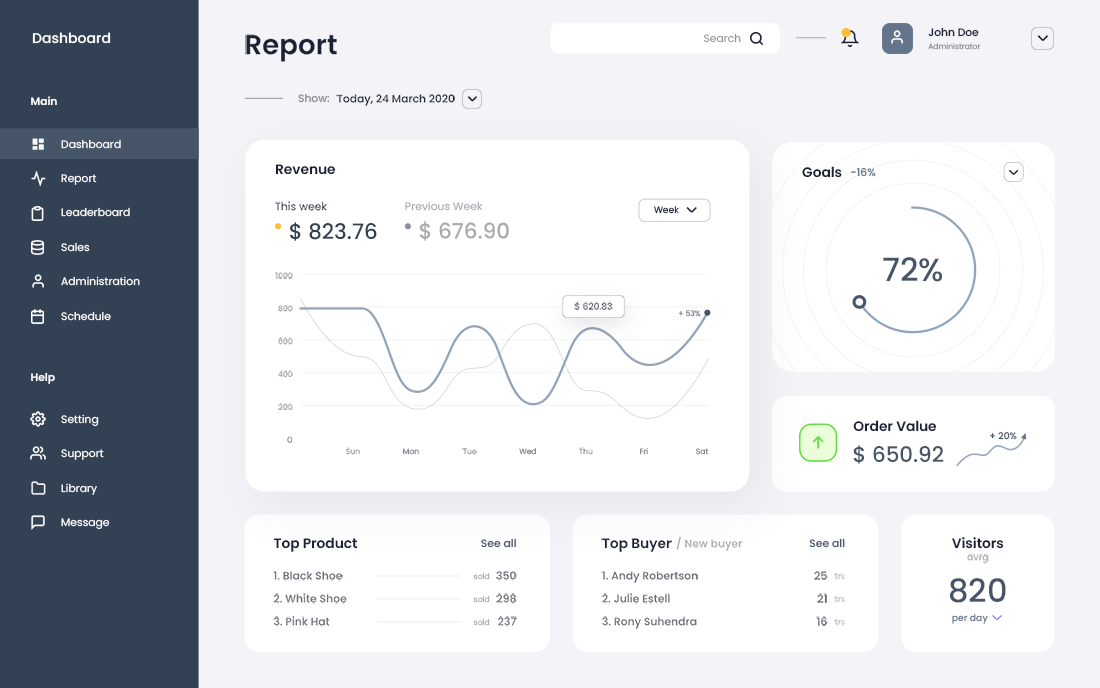 Dashboard
Main
Dashboard
Report
Leaderboard
Sales
Administration
Schedule
Help
Setting
Support
Library
Message
Report
Search
John Doe
Administrator
Show: Today, 24 March 2020
Revenue
This week
$ 823.76
Previous Week
$ 676.90
Week
1000
800
600
400
200
0
$ 620.83
+ 53%
Sun Mon Tue Wed Thu Fri Sat
Goals -16%
72%
Order Value
$ 650.92
+ 20%
Top Product See all
1. Black Shoe sold 350
2. White Shoe sold 298
3. Pink Hat sold 237
Top Buyer / New buyer See all
1. Andy Robertson 25 trs
2. Julie Estell 21 trs
3. Rony Suhendra 16 trs
Visitors
avrg
820
per day